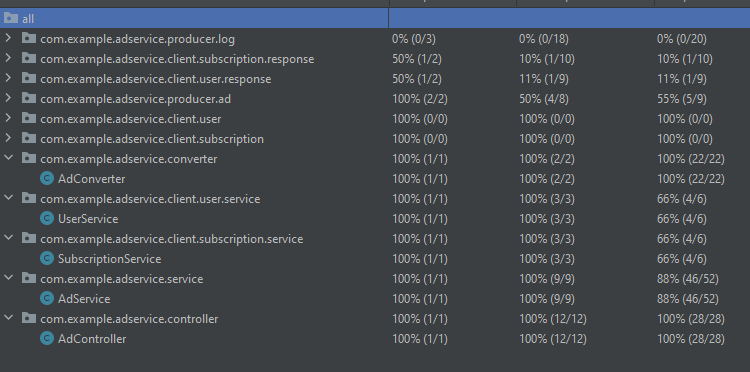 all
com.example.adservice.producer.log 0% (0/3) 0% (0/18) 0% (0/20)
com.example.adservice.client.subscription.response 50% (1/2) 10% (1/10) 10% (1/10)
com.example.adservice.client.user.response 50% (1/2) 11% (1/9) 11% (1/9)
com.example.adservice.producer.ad 100% (2/2) 50% (4/8) 55% (5/9)
com.example.adservice.client.user 100% (0/0) 100% (0/0) 100% (0/0)
com.example.adservice.client.subscription 100% (0/0) 100% (0/0) 100% (0/0)
com.example.adservice.converter 100% (1/1) 100% (2/2) 100% (22/22)
AdConverter 100% (1/1) 100% (2/2) 100% (22/22)
com.example.adservice.client.user.service 100% (1/1) 100% (3/3) 66% (4/6)
UserService 100% (1/1) 100% (3/3) 66% (4/6)
com.example.adservice.client.subscription.service 100% (1/1) 100% (3/3) 66% (4/6)
SubscriptionService 100% (1/1) 100% (3/3) 66% (4/6)
com.example.adservice.service 100% (1/1) 100% (9/9) 88% (46/52)
AdService 100% (1/1) 100% (9/9) 88% (46/52)
com.example.adservice.controller 100% (1/1) 100% (12/12) 100% (28/28)
AdController 100% (1/1) 100% (12/12) 100% (28/28)